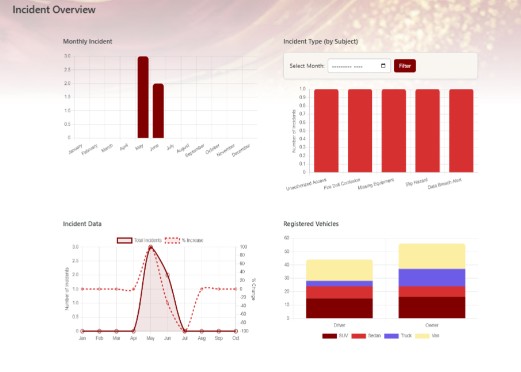 Incident Overview
Monthly Incident
3.0
2.5
2.0
1.5
1.0
0.5
0
January
February
March
April
May
June
July
August
September
October
November
December
Incident Type (by Subject)
Select Month:
Filter
Number of Incidents
1.0
0.9
0.8
0.7
0.6
0.5
0.4
0.3
0.2
0.1
0
Unauthorized Access
Fire Drill Confusion
Missing Equipment
Slip Hazard
Data Breach Alert
Incident Data
Total Incidents
% Increase
Number of Incidents
3.0
2.5
2.0
1.5
1.0
0.5
0
100
80
60
40
20
0
-20
-40
-60
-80
-100
% Change
Jan
Feb
Mar
Apr
May
Jun
Jul
Aug
Sep
Oct
Registered Vehicles
60
50
40
30
20
10
0
Driver
Owner
SUV
Sedan
Truck
Van